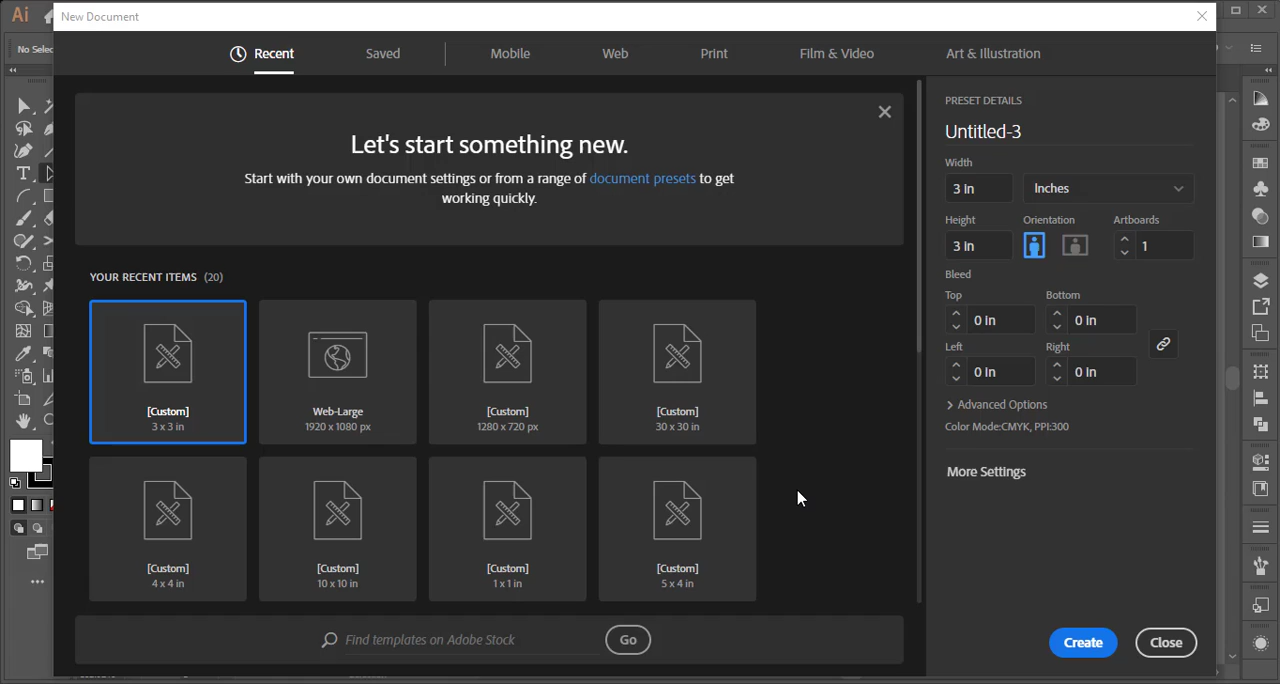 Ai
New Document
No Selec
Recent
Saved
Mobile
Web
Print
Film & Video
Art & Illustration
Let's start something new.
Start with your own document settings or from a range of document presets to get
working quickly.
YOUR RECENT ITEMS (20)
[Custom]
3 x 3 in
Web-Large
1920 x 1080 px
[Custom]
1280 x 720 px
[Custom]
30 x 30 in
[Custom]
4 x 4 in
[Custom]
10 x 10 in
[Custom]
1 x 1 in
[Custom]
5 x 4 in
Find templates on Adobe Stock
Go
PRESET DETAILS
Untitled-3
Width
3 in
Inches
Height
Orientation
Artboards
3 in
1
Bleed
Top
Bottom
0 in
0 in
Left
Right
0 in
0 in
Advanced Options
Color Mode:CMYK, PPI:300
More Settings
Create
Close